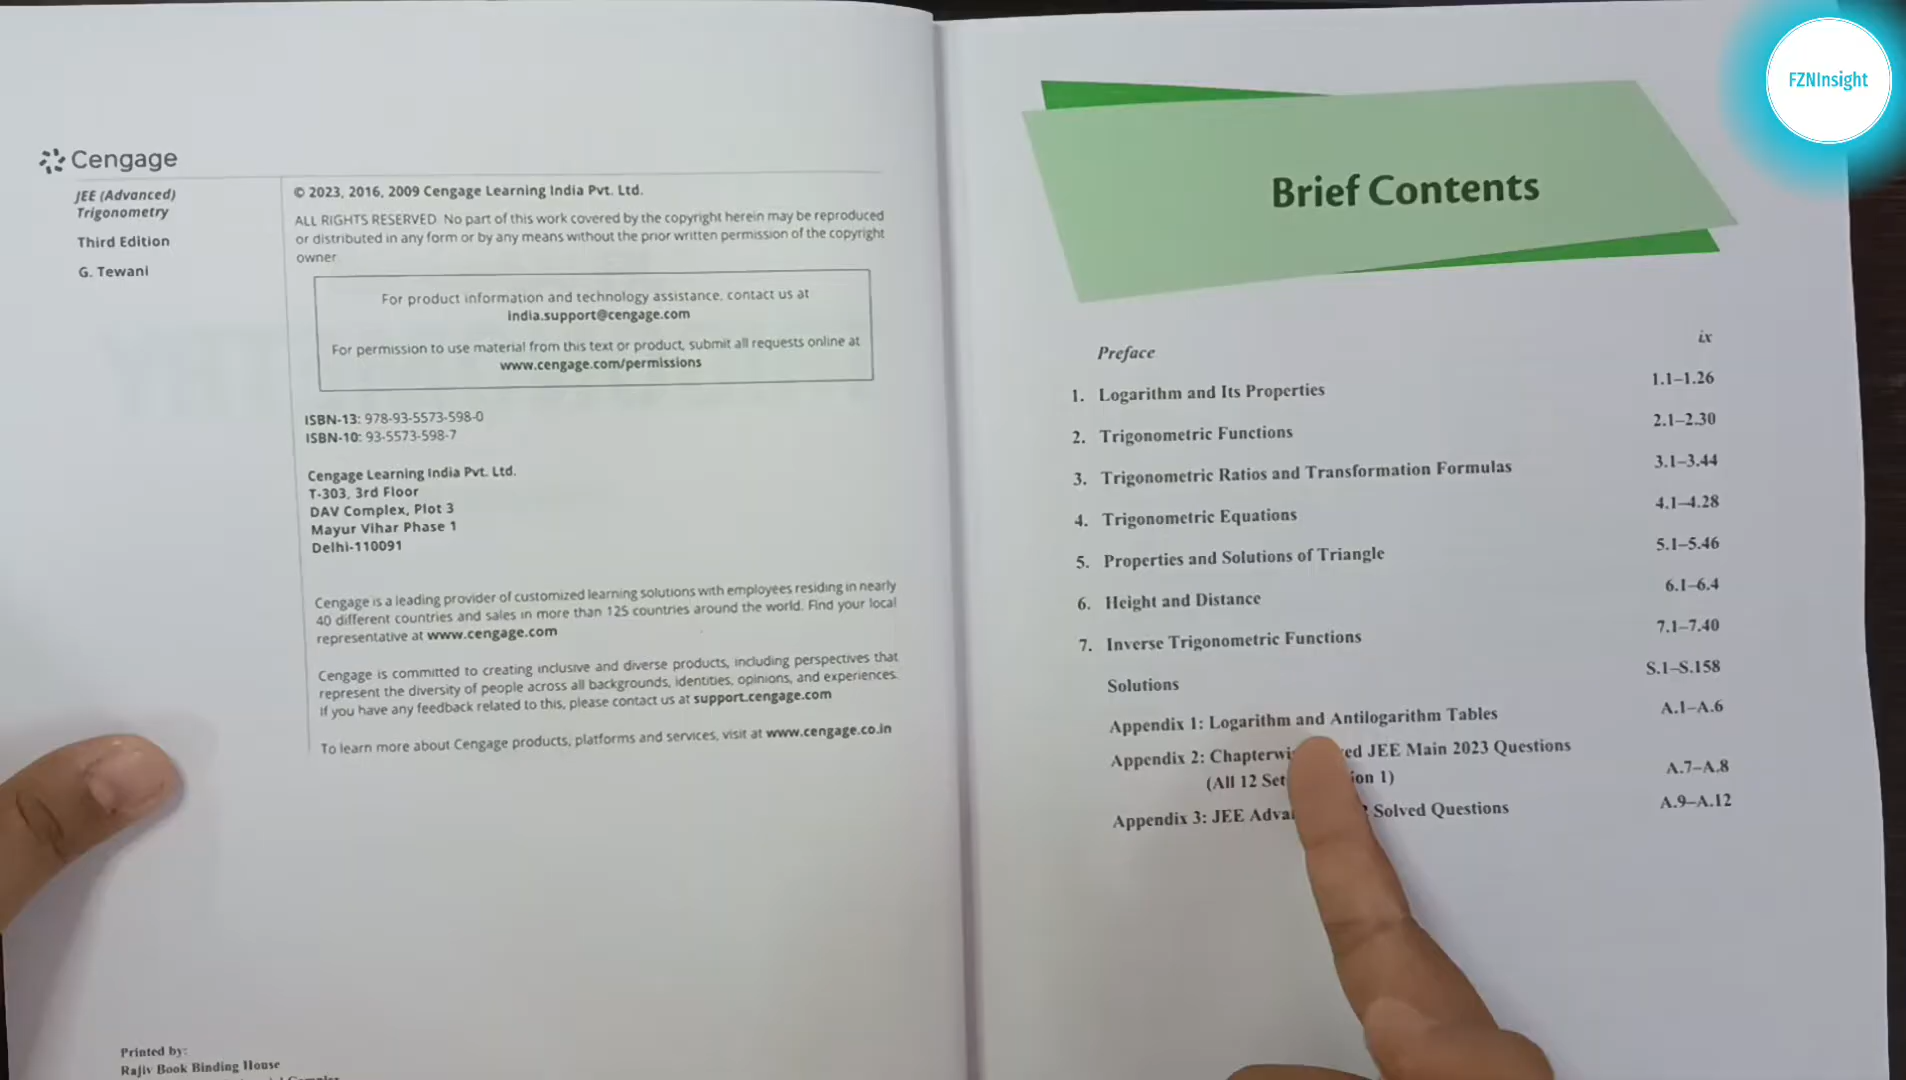 FZNInsight
Cengage
JEE (Advanced)
Trigonometry
Third Edition
G. Tewani
© 2023, 2016, 2009 Cengage Learning India Pvt. Ltd.
ALL RIGHTS RESERVED. No part of this work covered by the copyright herein may be reproduced
or distributed in any form or by any means without the prior written permission of the copyright
owner.
For product information and technology assistance, contact us at
india.support@cengage.com
For permission to use material from this text or product, submit all requests online at
www.cengage.com/permissions
ISBN-13: 978-93-5573-598-0
ISBN-10: 93-5573-598-7
Cengage Learning India Pvt. Ltd.
T-303, 3rd Floor
DAV Complex, Plot 3
Mayur Vihar Phase 1
Delhi-110091
Cengage is a leading provider of customized learning solutions with employees residing in nearly
40 different countries and sales in more than 125 countries around the world. Find your local
representative at www.cengage.com
Cengage is committed to creating inclusive and diverse products, including perspectives that
represent the diversity of people across all backgrounds, identities, opinions, and experiences.
If you have any feedback related to this, please contact us at support.cengage.com
To learn more about Cengage products, platforms and services, visit at www.cengage.co.in
Printed by:
Rajiv Book Binding House
Brief Contents
Preface ix
1. Logarithm and Its Properties 1.1–1.26
2. Trigonometric Functions 2.1–2.30
3. Trigonometric Ratios and Transformation Formulas 3.1–3.44
4. Trigonometric Equations 4.1–4.28
5. Properties and Solutions of Triangle 5.1–5.46
6. Height and Distance 6.1–6.4
7. Inverse Trigonometric Functions 7.1–7.40
Solutions S.1–S.158
Appendix 1: Logarithm and Antilogarithm Tables A.1–A.6
Appendix 2: JEE Main 2023 Questions
(All 12 1) A.7–A.8
Appendix 3: JEE Solved Questions A.9–A.12